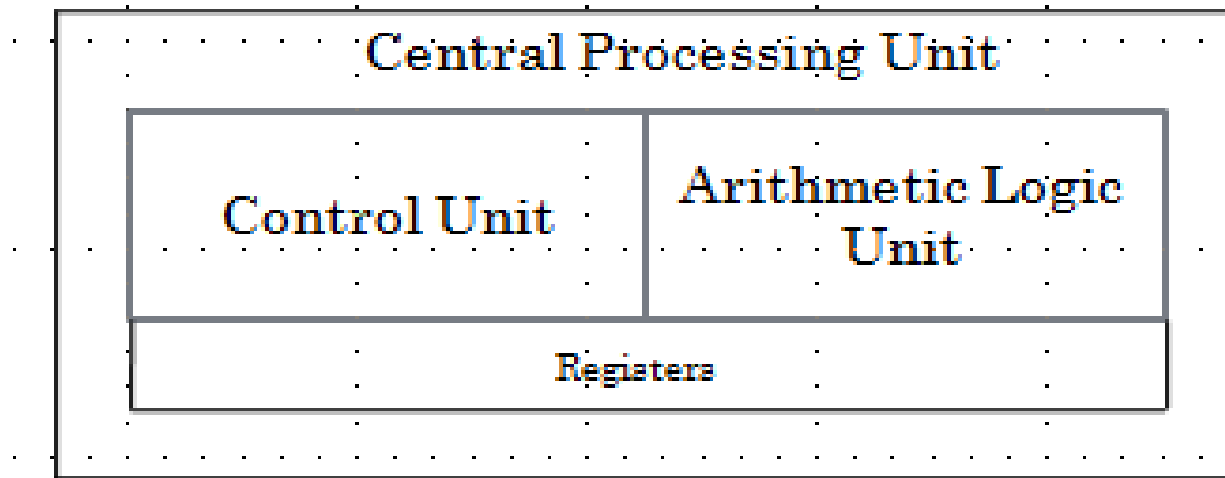 Central Processing Unit
Control Unit
Arithmetic Logic
Unit
Registers